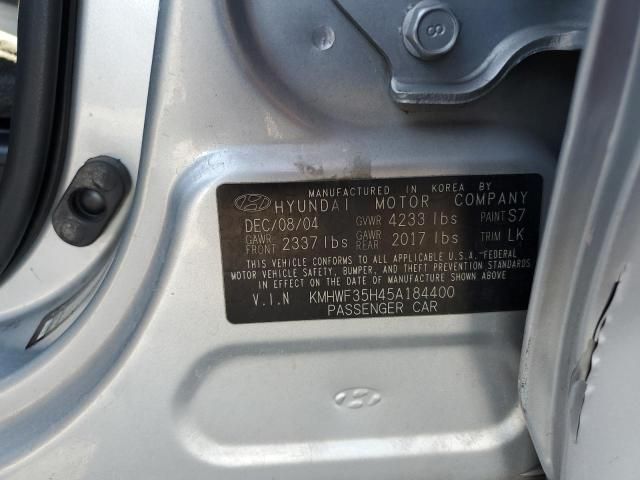 8
MANUFACTURED IN KOREA BY
HYUNDAI MOTOR COMPANY
DEC/08/04 GVWR 4233 lbs PAINT S7
GAWR FRONT 2337 lbs GAWR REAR 2017 lbs TRIM LK
THIS VEHICLE CONFORMS TO ALL APPLICABLE U.S.A.FEDERAL
MOTOR VEHICLE SAFETY, BUMPER, AND THEFT PREVENTION STANDARDS
IN EFFECT ON THE DATE OF MANUFACTURE SHOWN ABOVE.
V.I.N KMHWF35H45A184400
PASSENGER CAR